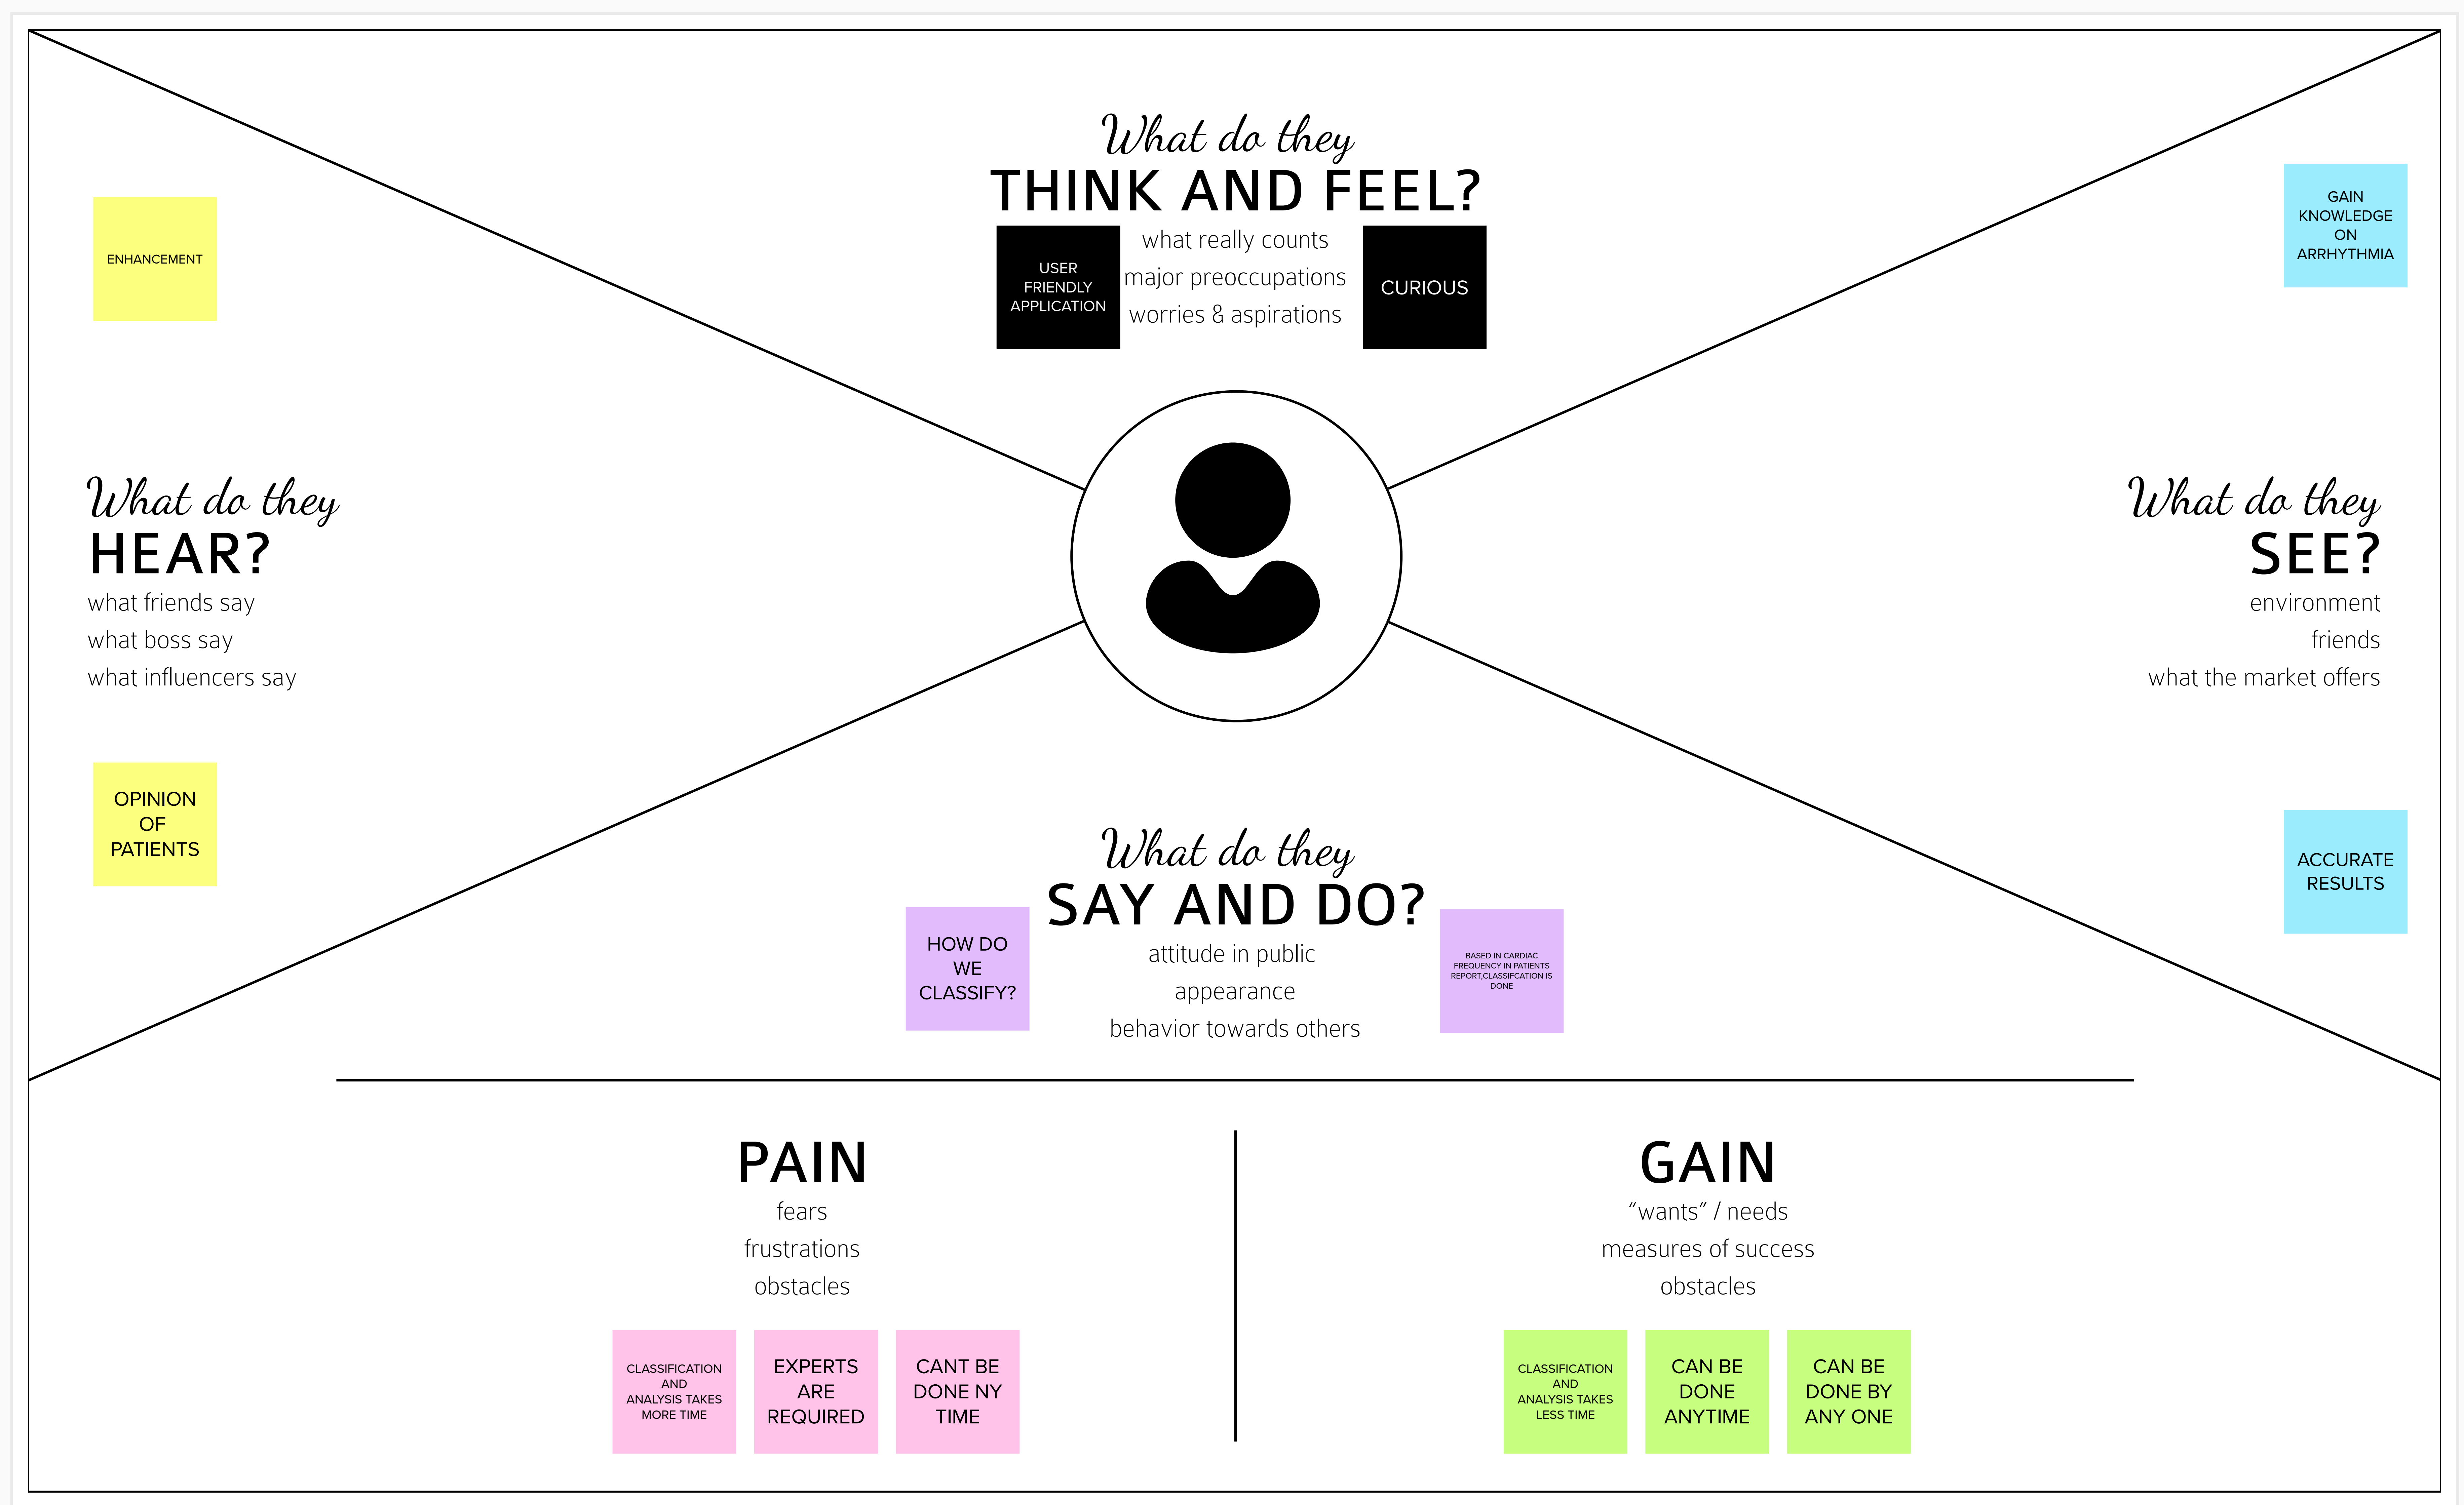 What do they
THINK AND FEEL?
what really counts
major preoccupations
worries & aspirations
USER
FRIENDLY
APPLICATION
CURIOUS
ENHANCEMENT
What do they
HEAR?
what friends say
what boss say
what influencers say
OPINION
OF
PATIENTS
GAIN
KNOWLEDGE
ON
ARRHYTHMIA
What do they
SEE?
environment
friends
what the market offers
ACCURATE
RESULTS
What do they
SAY AND DO?
attitude in public
appearance
behavior towards others
HOW DO
WE
CLASSIFY?
BASED IN CARDIAC
FREQUENCY IN PATIENTS
REPORT,CLASSIFCATION IS
DONE
PAIN
fears
frustrations
obstacles
CLASSIFICATION
AND
ANALYSIS TAKES
MORE TIME
EXPERTS
ARE
REQUIRED
CANT BE
DONE NY
TIME
GAIN
“wants” / needs
measures of success
obstacles
CLASSIFICATION
AND
ANALYSIS TAKES
LESS TIME
CAN BE
DONE
ANYTIME
CAN BE
DONE BY
ANY ONE